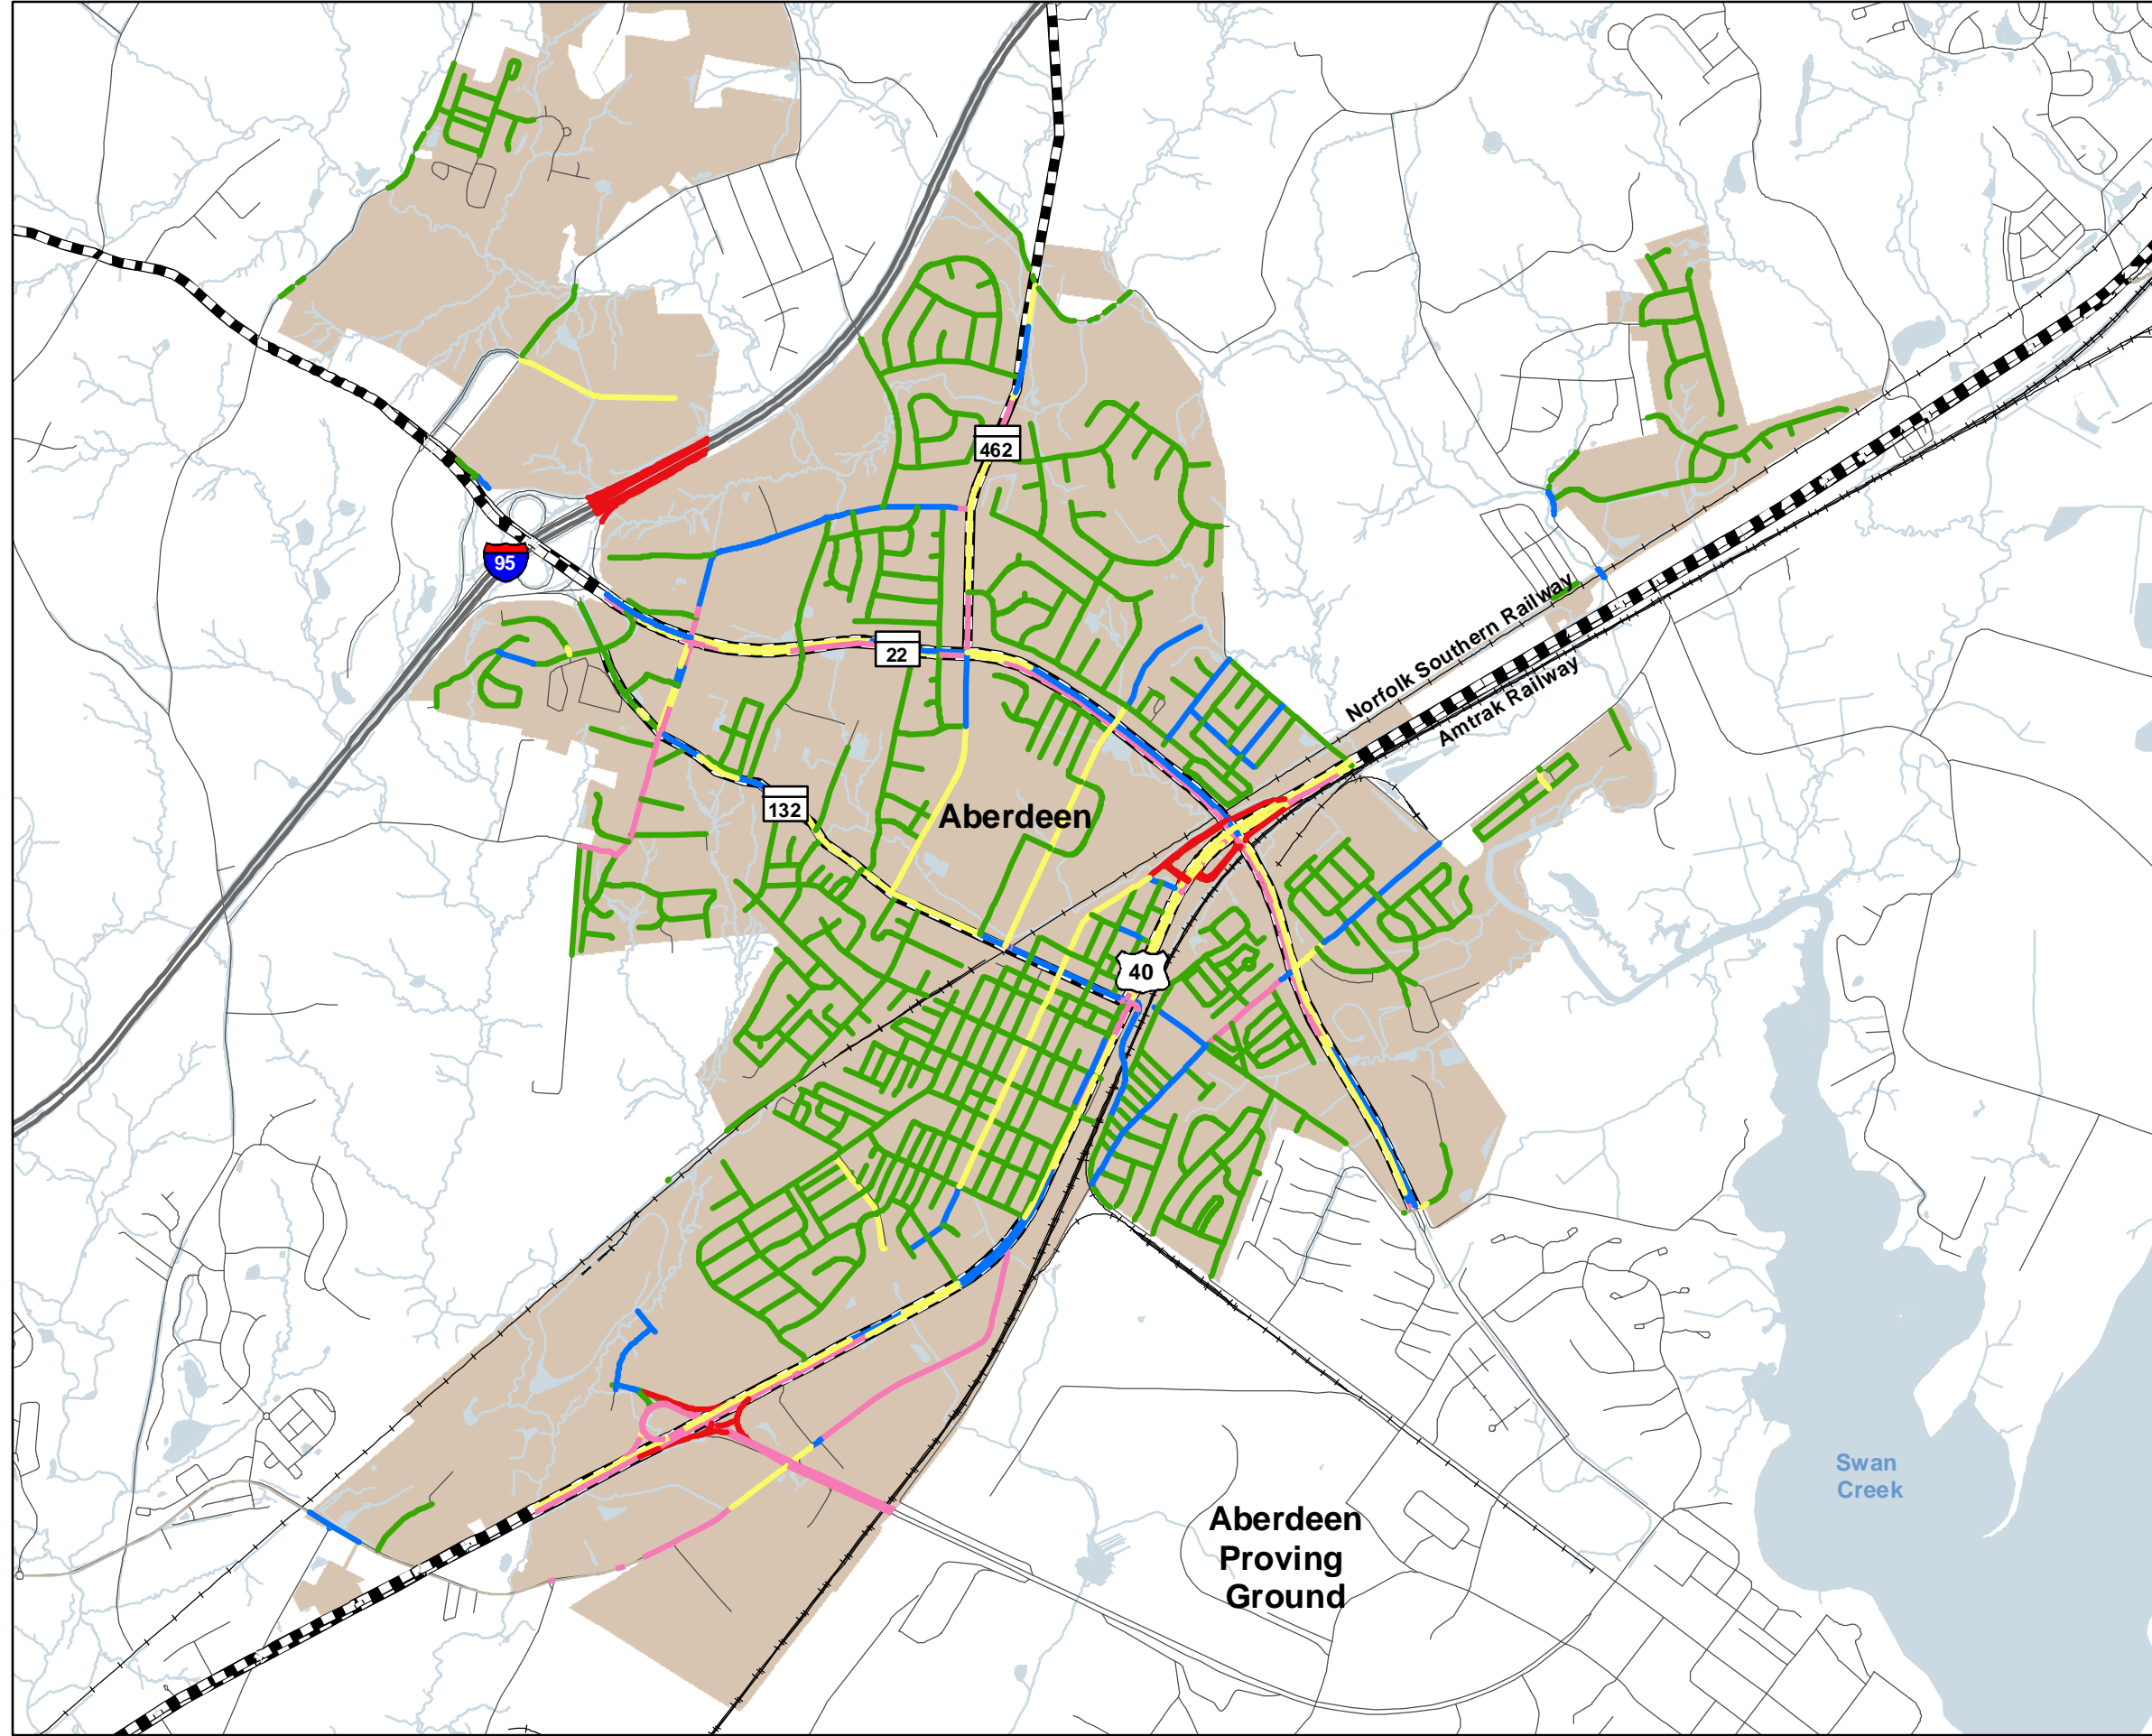 462
95
22
Norfolk Southern Railway
Amtrak Railway
132
Aberdeen
40
Swan
Creek
Aberdeen
Proving
Ground